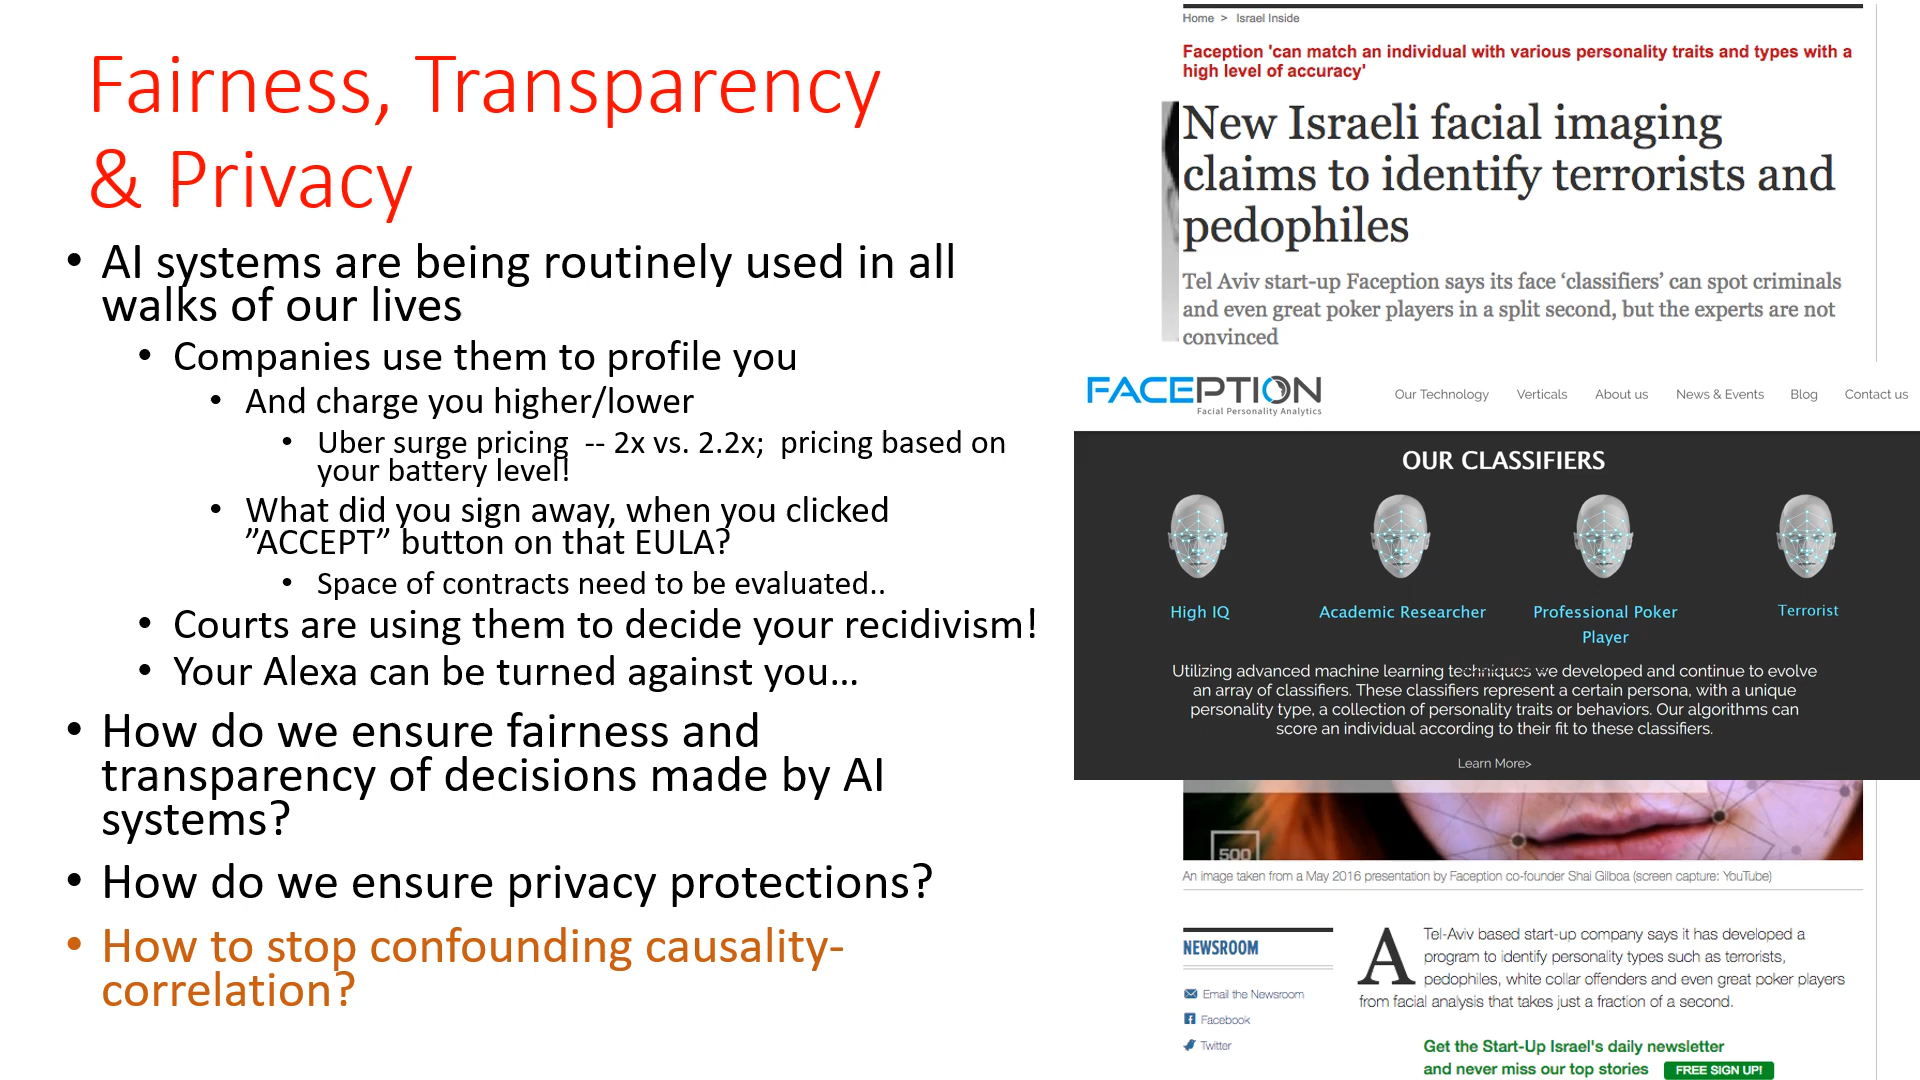 Fairness, Transparency
& Privacy
• AI systems are being routinely used in all
walks of our lives
• Companies use them to profile you
• And charge you higher/lower
• Uber surge pricing -- 2x vs. 2.2x; pricing based on
your battery level!
• What did you sign away, when you clicked
”ACCEPT” button on that EULA?
• Space of contracts need to be evaluated..
• Courts are using them to decide your recidivism!
• Your Alexa can be turned against you…
• How do we ensure fairness and
transparency of decisions made by AI
systems?
• How do we ensure privacy protections?
• How to stop confounding causality-
correlation?
Home > Israel Inside
Faception 'can match an individual with various personality traits and types with a
high level of accuracy'
New Israeli facial imaging
claims to identify terrorists and
pedophiles
Tel Aviv start-up Faception says its face ‘classifiers’ can spot criminals
and even great poker players in a split second, but the experts are not
convinced
FACEPTION
Facial Personality Analytics
Our Technology Verticals About us News & Events Blog Contact us
OUR CLASSIFIERS
High IQ
Academic Researcher
Professional Poker
Player
Terrorist
Utilizing advanced machine learning techniques we developed and continue to evolve
an array of classifiers. These classifiers represent a certain persona, with a unique
personality type, a collection of personality traits or behaviors. Our algorithms can
score an individual according to their fit to these classifiers.
Learn More>
500
An image taken from a May 2016 presentation by Faception co-founder Shai Gilboa (screen capture: YouTube)
NEWSROOM
Email the Newsroom
Facebook
Twitter
A Tel-Aviv based start-up company says it has developed a
program to identify personality types such as terrorists,
pedophiles, white collar offenders and even great poker players
from facial analysis that takes just a fraction of a second.
Get the Start-Up Israel's daily newsletter
and never miss our top stories FREE SIGN UP!